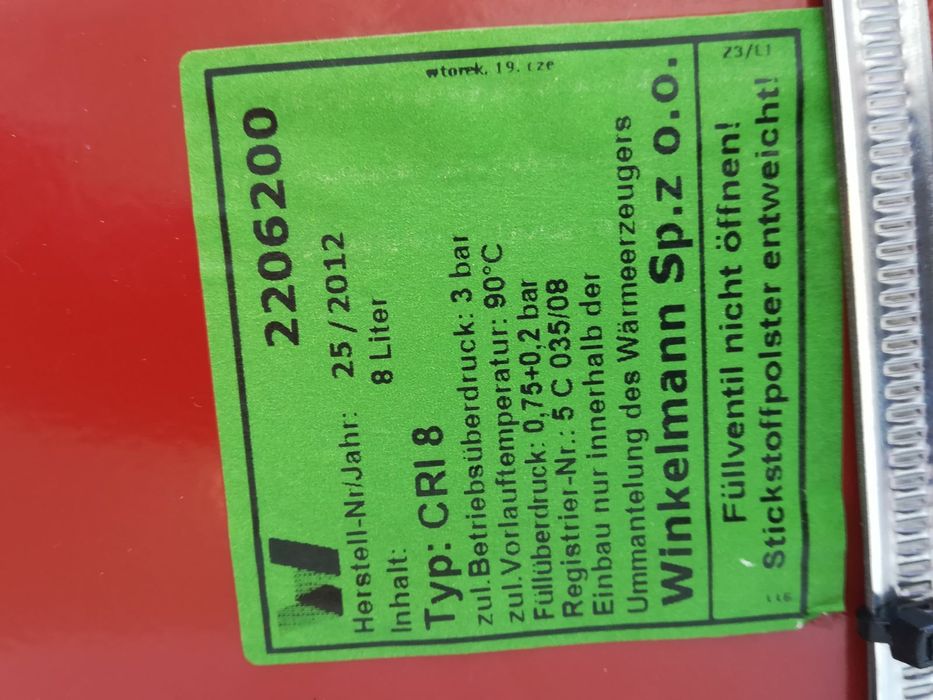 2206200
wtorek, 19. cze
Herstell-Nr/Jahr: 25/2012
Inhalt: 8 Liter
Typ: CRI 8
zul.Betriebsüberdruck: 3 bar
zul.Vorlauftemperatur: 90°C
Füllüberdruck: 0,75+0,2 bar
Registrier-Nr.: 5 C 035/08
Einbau nur innerhalb der
Ummantelung des Wärmeerzeugers
Winkelmann Sp.z o.o.
Füllventil nicht öffnen!
Stickstoffpolster entweicht!